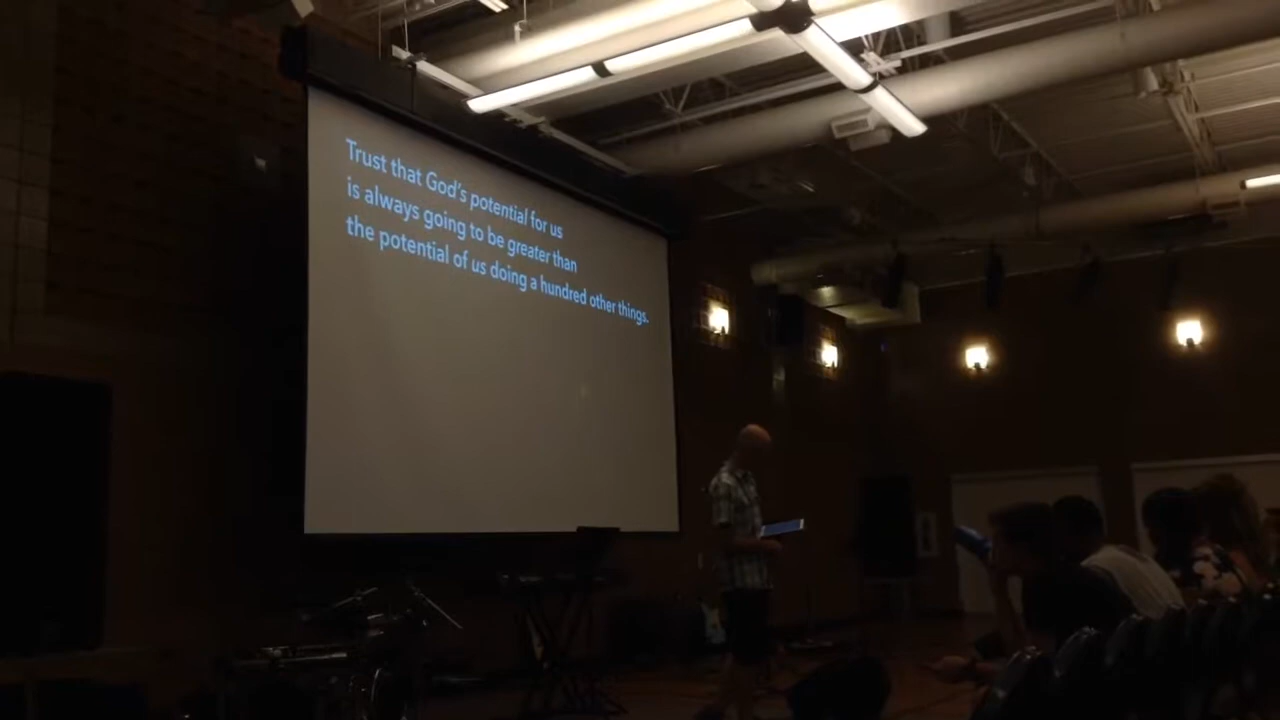 Trust that God's potential for us
is always going to be greater than
the potential of us doing a hundred other things.